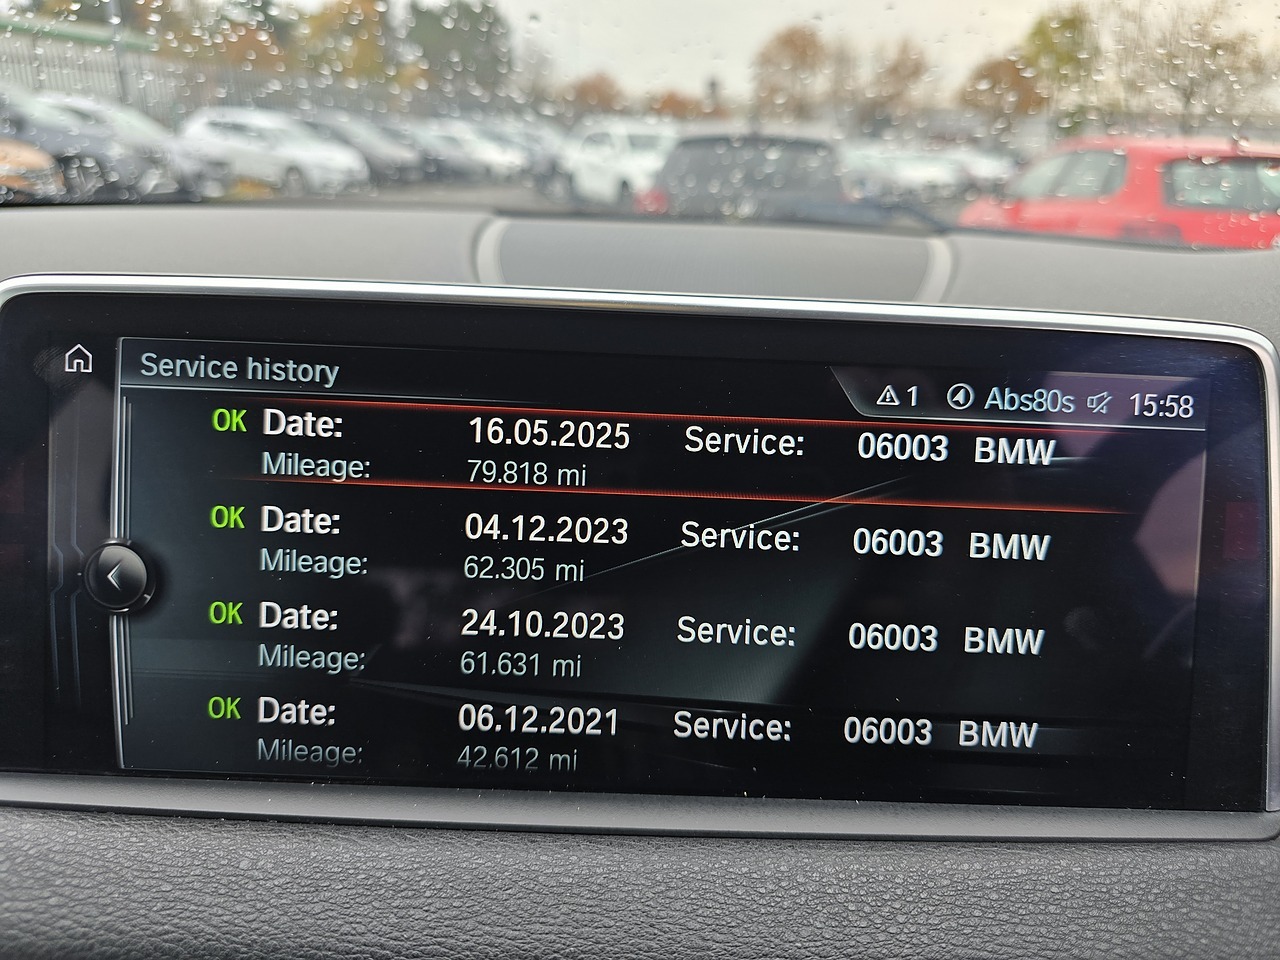 Service history
1 Abs80s 15:58
OK Date: 16.05.2025 Service: 06003 BMW
Mileage: 79.818 mi
OK Date: 04.12.2023 Service: 06003 BMW
Mileage: 62.305 mi
OK Date: 24.10.2023 Service: 06003 BMW
Mileage: 61.631 mi
OK Date: 06.12.2021 Service: 06003 BMW
Mileage: 42.612 mi